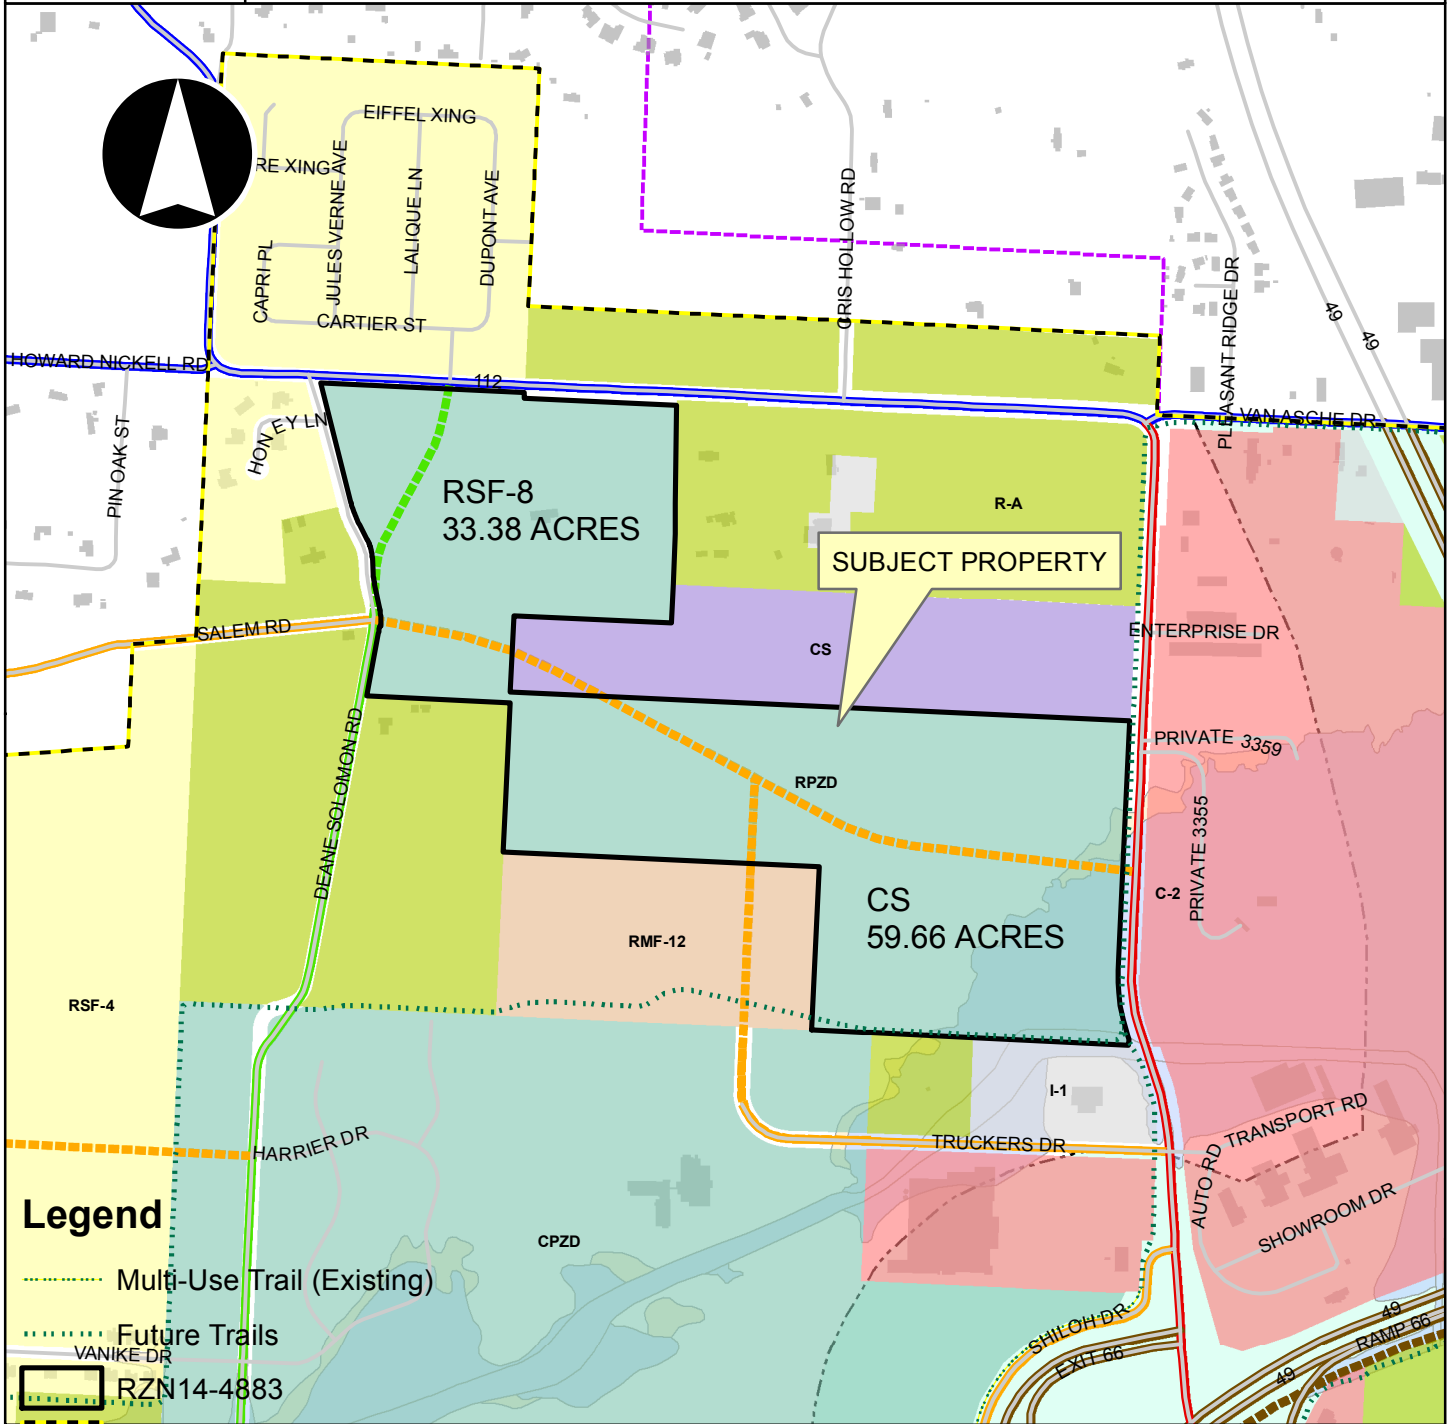 EIFFEL XING
RE XING
JULES VERNE AVE
LALIQUE LN
DUPONT AVE
CAPRI PL
CARTIER ST
CRIS HOLLOW RD
PLEASANT RIDGE DR
49
49
HOWARD NICKELL RD
112
VAN ASCHE DR
HONEY LN
PIN OAK ST
RSF-8
33.38 ACRES
R-A
SUBJECT PROPERTY
SALEM RD
CS
ENTERPRISE DR
PRIVATE 3359
DEANE SOLOMON RD
RPZD
PRIVATE 3355
CS
59.66 ACRES
C-2
RMF-12
RSF-4
I-1
HARRIER DR
TRUCKERS DR
TRANSPORT RD
AUTO RD
SHOWROOM DR
CPZD
Legend
Multi-Use Trail (Existing)
Future Trails
VANIKE DR
RZN14-4883
SHILOH DR
EXIT 66
49
RAMP 66
49